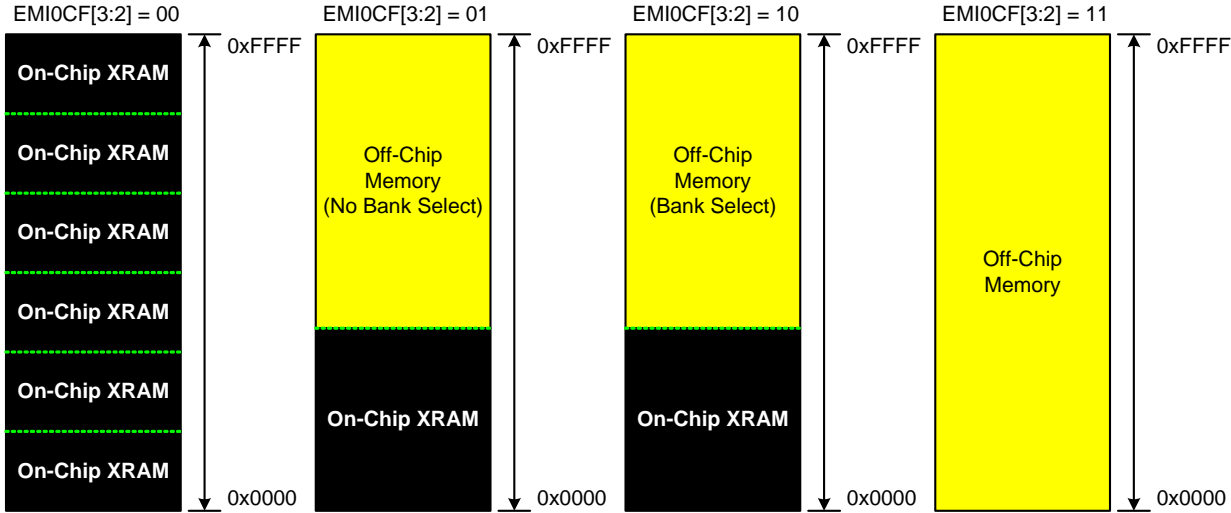 EMI0CF[3:2] = 00
On-Chip XRAM
On-Chip XRAM
On-Chip XRAM
On-Chip XRAM
On-Chip XRAM
On-Chip XRAM
0xFFFF
0x0000
EMI0CF[3:2] = 01
Off-Chip
Memory
(No Bank Select)
On-Chip XRAM
0xFFFF
0x0000
EMI0CF[3:2] = 10
Off-Chip
Memory
(Bank Select)
On-Chip XRAM
0xFFFF
0x0000
EMI0CF[3:2] = 11
Off-Chip
Memory
0xFFFF
0x0000